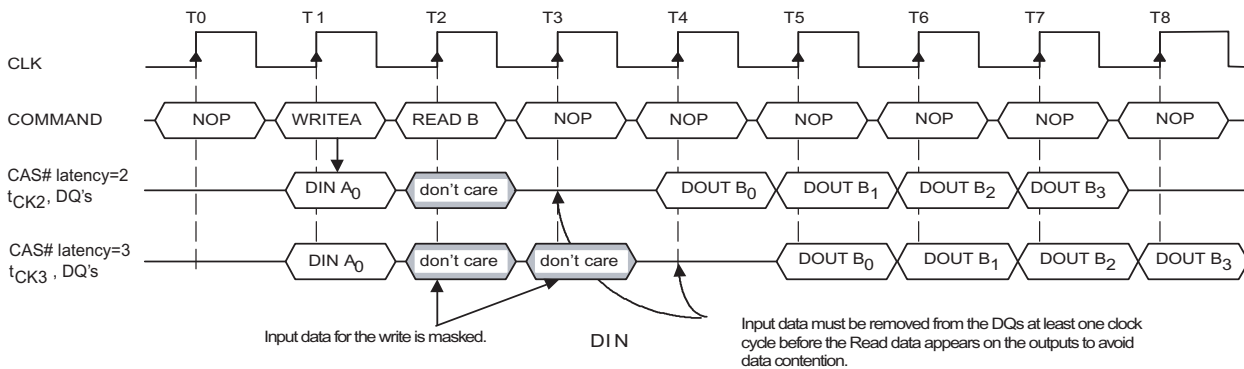 T0 T1 T2 T3 T4 T5 T6 T7 T8
CLK
COMMAND NOP WRITEA READ B NOP NOP NOP NOP NOP NOP
CAS# latency=2
tCK2, DQ's DIN A0 don't care DOUT B0 DOUT B1 DOUT B2 DOUT B3
CAS# latency=3
tCK3 , DQ's DIN A0 don't care don't care DOUT B0 DOUT B1 DOUT B2 DOUT B3
Input data for the write is masked.
DIN
Input data must be removed from the DQs at least one clock
cycle before the Read data appears on the outputs to avoid
data contention.